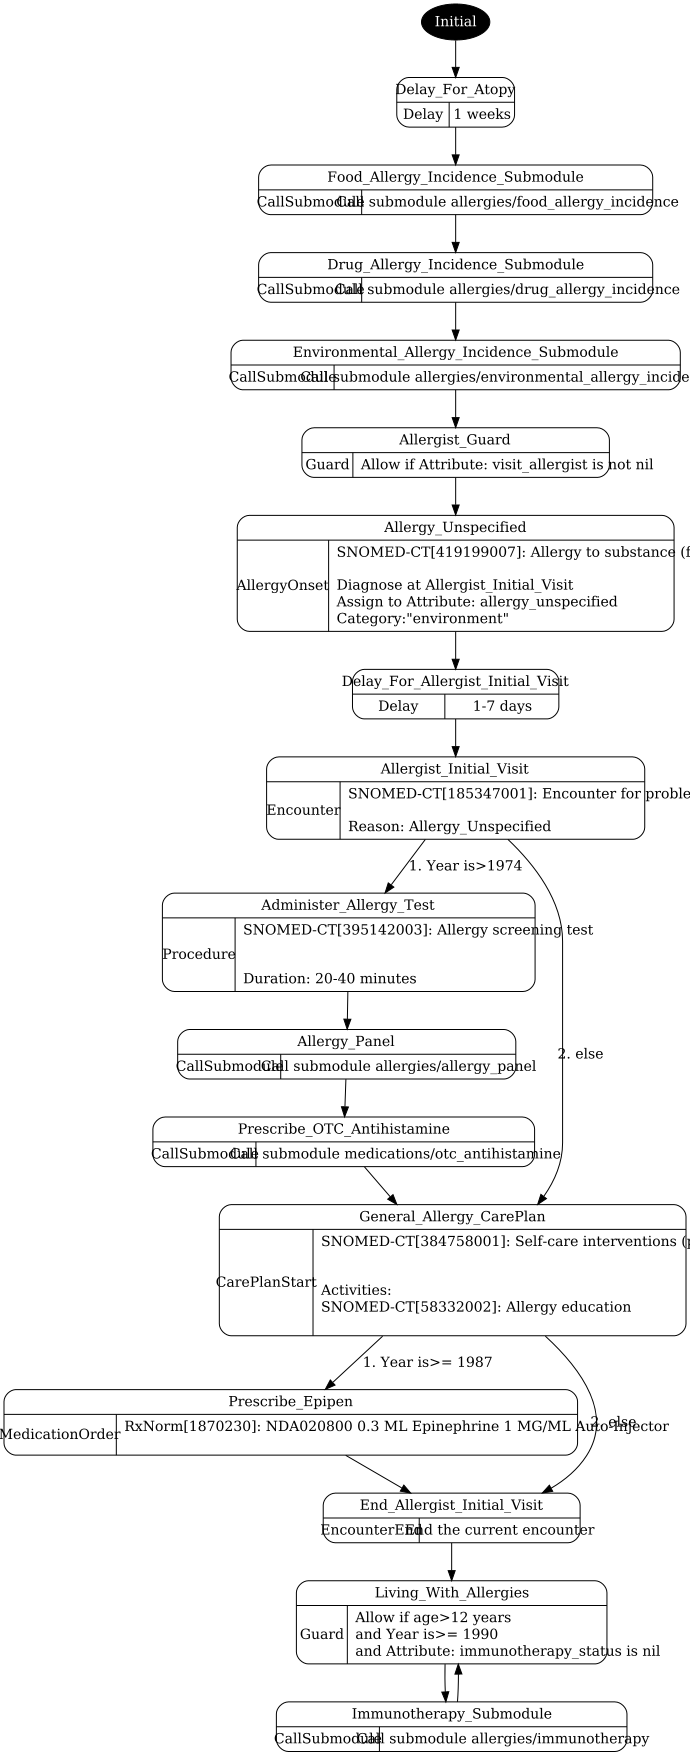 Initial
Delay_For_Atopy
Delay 1 weeks
Food_Allergy_Incidence_Submodule
CallSubmodule Call submodule allergies/food_allergy_incidence
Drug_Allergy_Incidence_Submodule
CallSubmodule Call submodule allergies/drug_allergy_incidence
Environmental_Allergy_Incidence_Submodule
CallSubmodule Call submodule allergies/environmental_allergy_incide
Allergist_Guard
Guard Allow if Attribute: visit_allergist is not nil
Allergy_Unspecified
SNOMED-CT[419199007]: Allergy to substance (f
AllergyOnset Diagnose at Allergist_Initial_Visit
Assign to Attribute: allergy_unspecified
Category:"environment"
Delay_For_Allergist_Initial_Visit
Delay 1-7 days
Allergist_Initial_Visit
SNOMED-CT[185347001]: Encounter for proble
Encounter
Reason: Allergy_Unspecified
1. Year is>1974
Administer_Allergy_Test
SNOMED-CT[395142003]: Allergy screening test
Procedure
Duration: 20-40 minutes
Allergy_Panel
2. else
CallSubmodule Call submodule allergies/allergy_panel
Prescribe_OTC_Antihistamine
CallSubmodule Call submodule medications/otc_antihistamine
General_Allergy_CarePlan
SNOMED-CT[384758001]: Self-care interventions (p
CarePlanStart
Activities:
SNOMED-CT[58332002]: Allergy education
1. Year is>= 1987
Prescribe_Epipen
2. else
RxNorm[1870230]: NDA020800 0.3 ML Epinephrine 1 MG/ML Auto-Injector
MedicationOrder
End_Allergist_Initial_Visit
EncounterEnd End the current encounter
Living_With_Allergies
Allow if age>12 years
Guard and Year is>= 1990
and Attribute: immunotherapy_status is nil
Immunotherapy_Submodule
CallSubmodule Call submodule allergies/immunotherapy